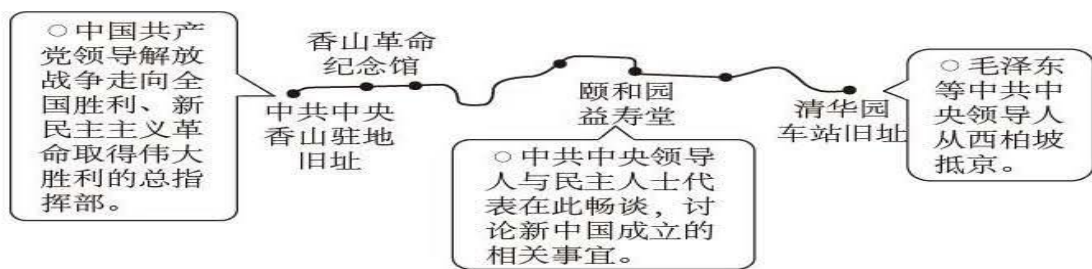 ○中国共产
党领导解放
战争走向全
国胜利、新
民主主义革
命取得伟大
胜利的总指
挥部。
香山革命
纪念馆
中共中央
香山驻地
旧址
颐和园
益寿堂
○中共中央领导
人与民主人士代
表在此畅谈，讨
论新中国成立的
相关事宜。
清华园
车站旧址
○毛泽东
等中共中
央领导人
从西柏坡
抵京。